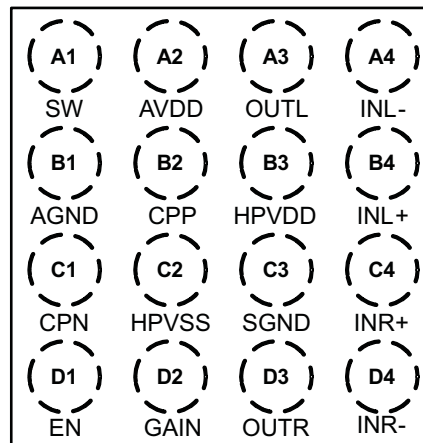 A1 A2 A3 A4
SW AVDD OUTL INL-
B1 B2 B3 B4
AGND CPP HPVDD INL+
C1 C2 C3 C4
CPN HPVSS SGND INR+
D1 D2 D3 D4
EN GAIN OUTR INR-